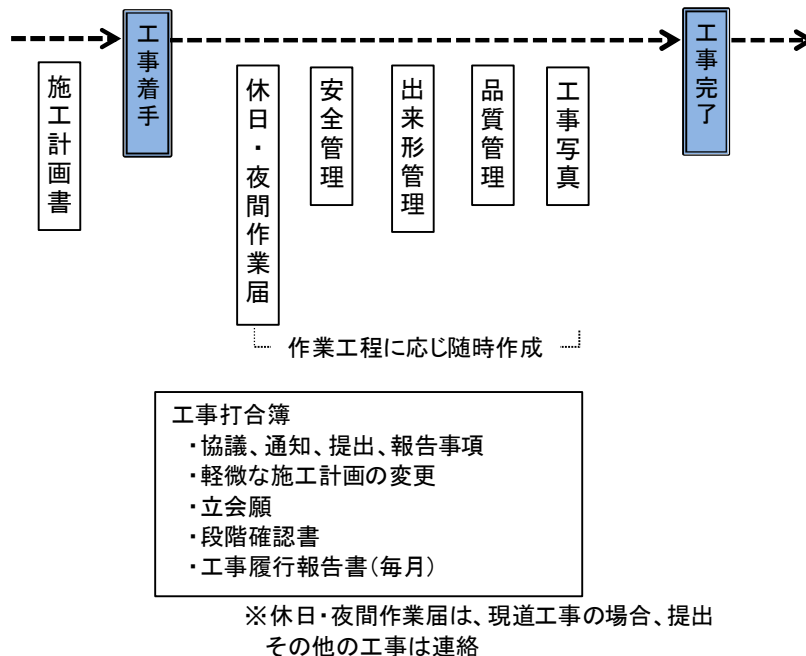 工事着手
工事完了
施工計画書
休日・夜間作業届
安全管理
出来形管理
品質管理
工事写真
作業工程に応じ随時作成
工事打合簿
・協議、通知、提出、報告事項
・軽微な施工計画の変更
・立会願
・段階確認書
・工事履行報告書(毎月)
※休日・夜間作業届は、現道工事の場合、提出
その他の工事は連絡